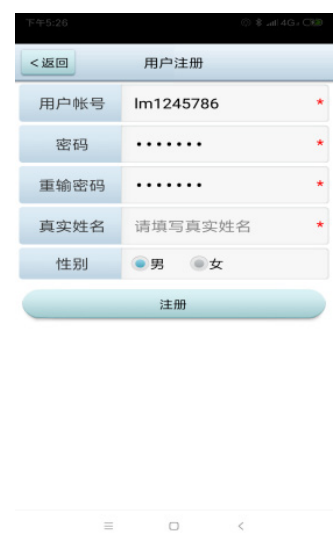 下午5:26 4G
<返回 用户注册
用户帐号 lm1245786 *
密码 ••••••• *
重输密码 ••••••• *
真实姓名 请填写真实姓名 *
性别 男 女
注册